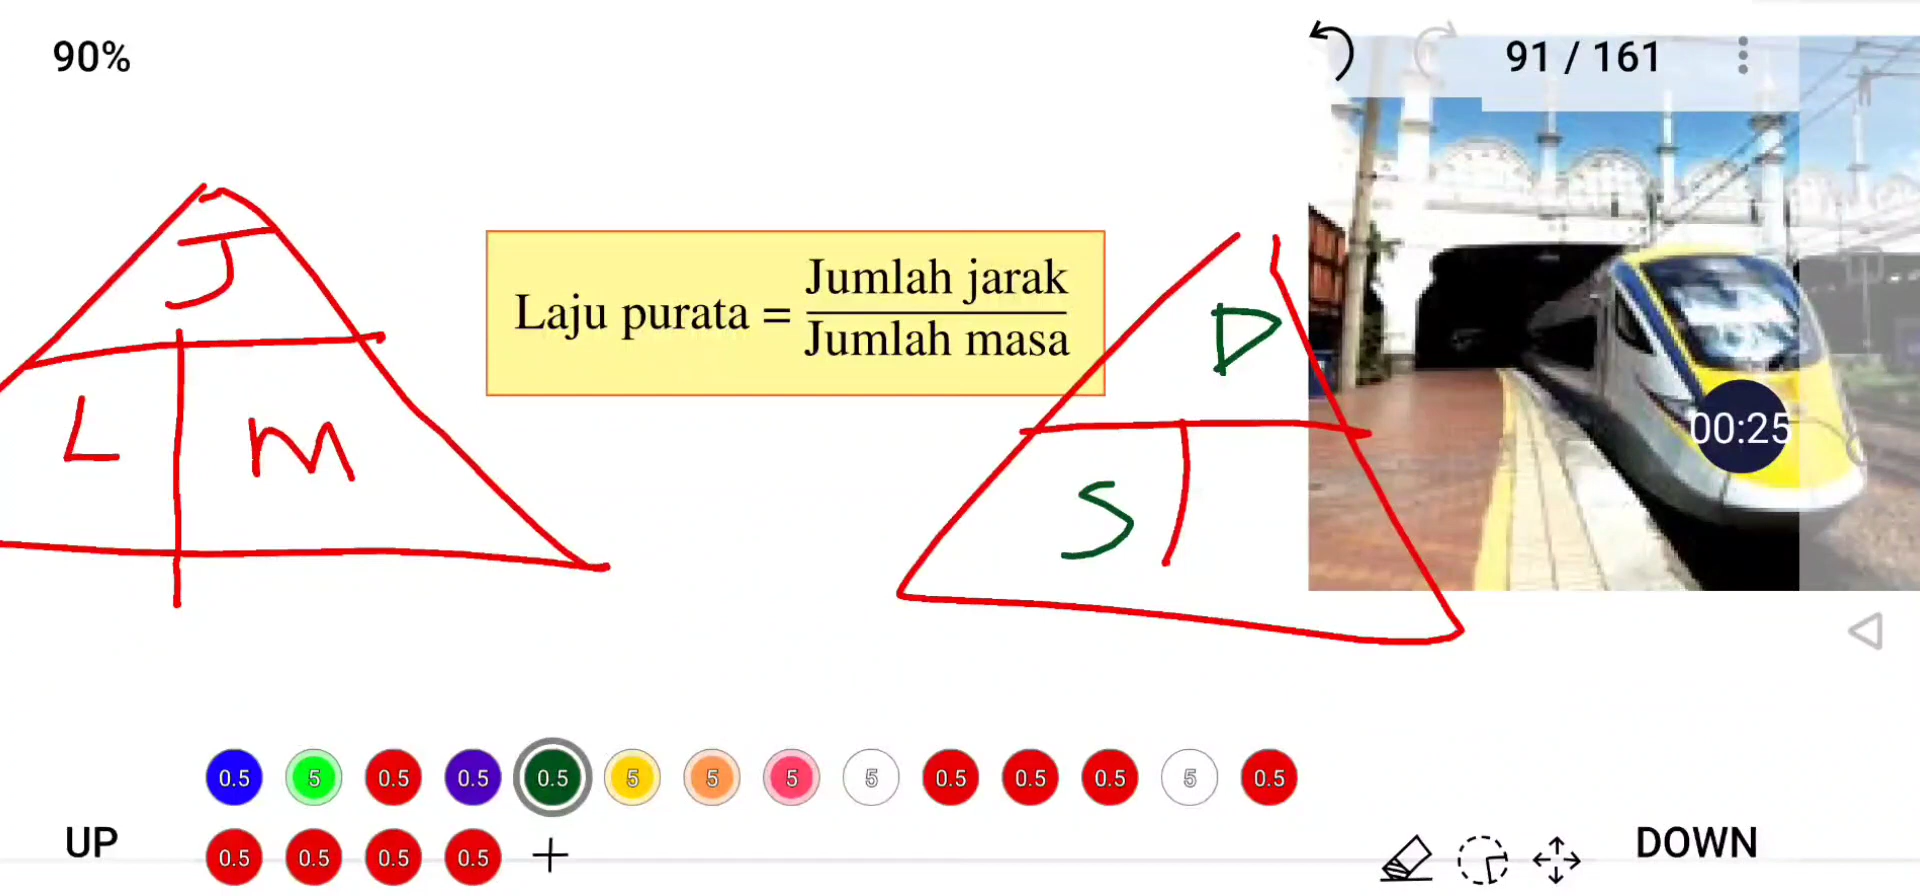 90%
91 / 161
J
L
m
Laju purata = Jumlah jarak
Jumlah masa
D
S
00:25
0.5 5 0.5 0.5 0.5 5 5 5 5 0.5 0.5 0.5 5 0.5
UP
0.5 0.5 0.5 0.5 +
DOWN